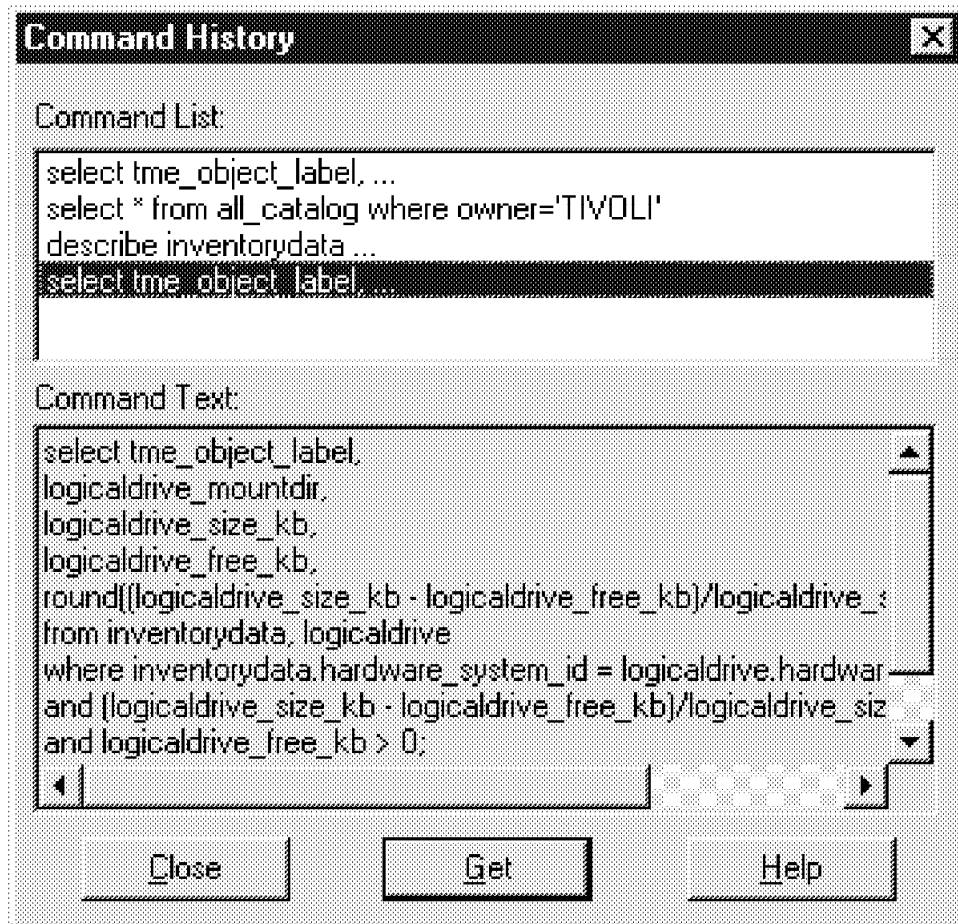 Command History
Command List:
select tme_object_label, ...
select * from all_catalog where owner='TIVOLI'
describe inventorydata ...
select tme_object_label, ...
Command Text:
select tme_object_label,
logicaldrive_mountdir,
logicaldrive_size_kb,
logicaldrive_free_kb,
round((logicaldrive_size_kb - logicaldrive_free_kb)/logicaldrive_s
from inventorydata, logicaldrive
where inventorydata.hardware_system_id = logicaldrive.hardwar
and (logicaldrive_size_kb - logicaldrive_free_kb)/logicaldrive_siz
and logicaldrive_free_kb > 0;
Close Get Help